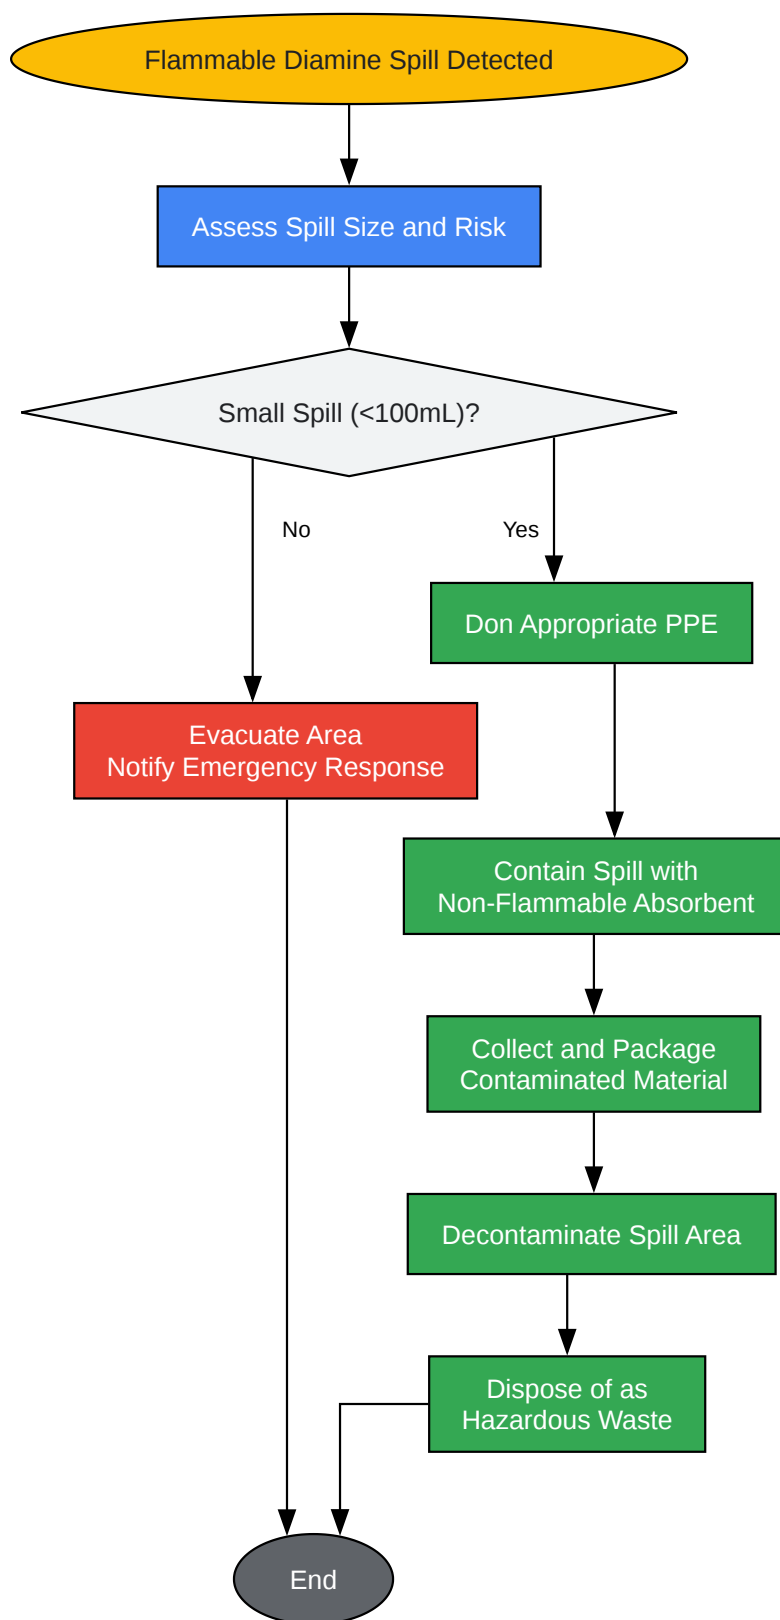 Flammable Diamine Spill Detected
Assess Spill Size and Risk
Small Spill (<100mL)?
No
Yes
Don Appropriate PPE
Evacuate Area
Notify Emergency Response
Contain Spill with
Non-Flammable Absorbent
Collect and Package
Contaminated Material
Decontaminate Spill Area
Dispose of as
Hazardous Waste
End